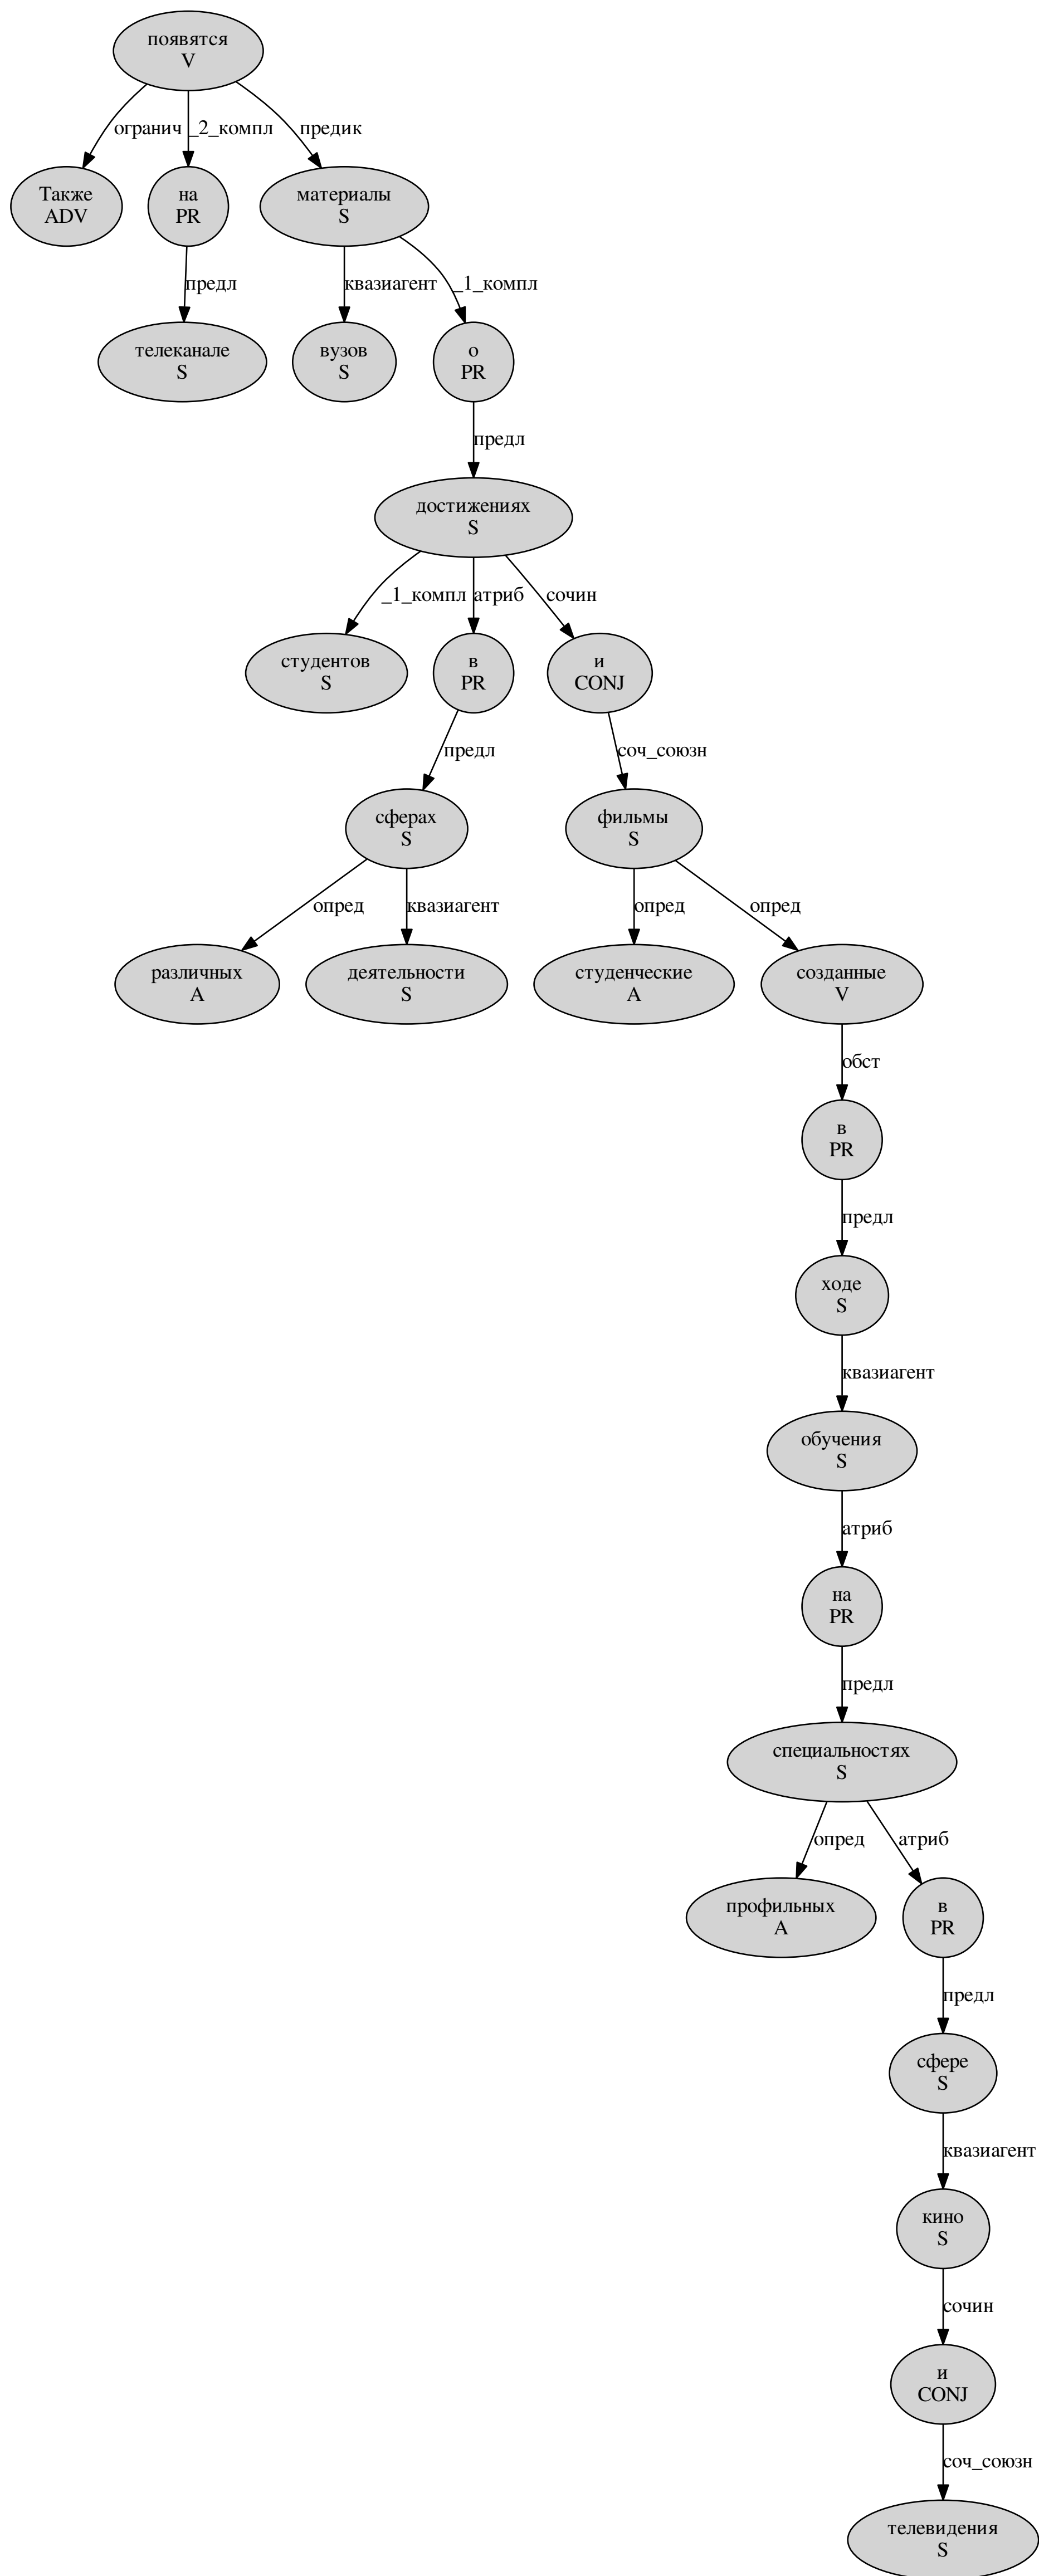 появятся
V
огранич
_2_компл
предик
Также
ADV
на
PR
материалы
S
предл
квазиагент
_1_компл
телеканале
S
вузов
S
о
PR
предл
достижениях
S
_1_компл
атриб
сочин
студентов
S
в
PR
и
CONJ
предл
соч_союзн
сферах
S
фильмы
S
опред
квазиагент
опред
опред
различных
A
деятельности
S
студенческие
A
созданные
V
обст
в
PR
предл
ходе
S
квазиагент
обучения
S
атриб
на
PR
предл
специальностях
S
опред
атриб
профильных
A
в
PR
предл
сфере
S
квазиагент
кино
S
сочин
и
CONJ
соч_союзн
телевидения
S